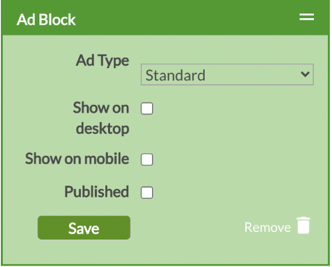 Ad Block
Ad Type
Standard
Show on
desktop
Show on mobile
Published
Save
Remove